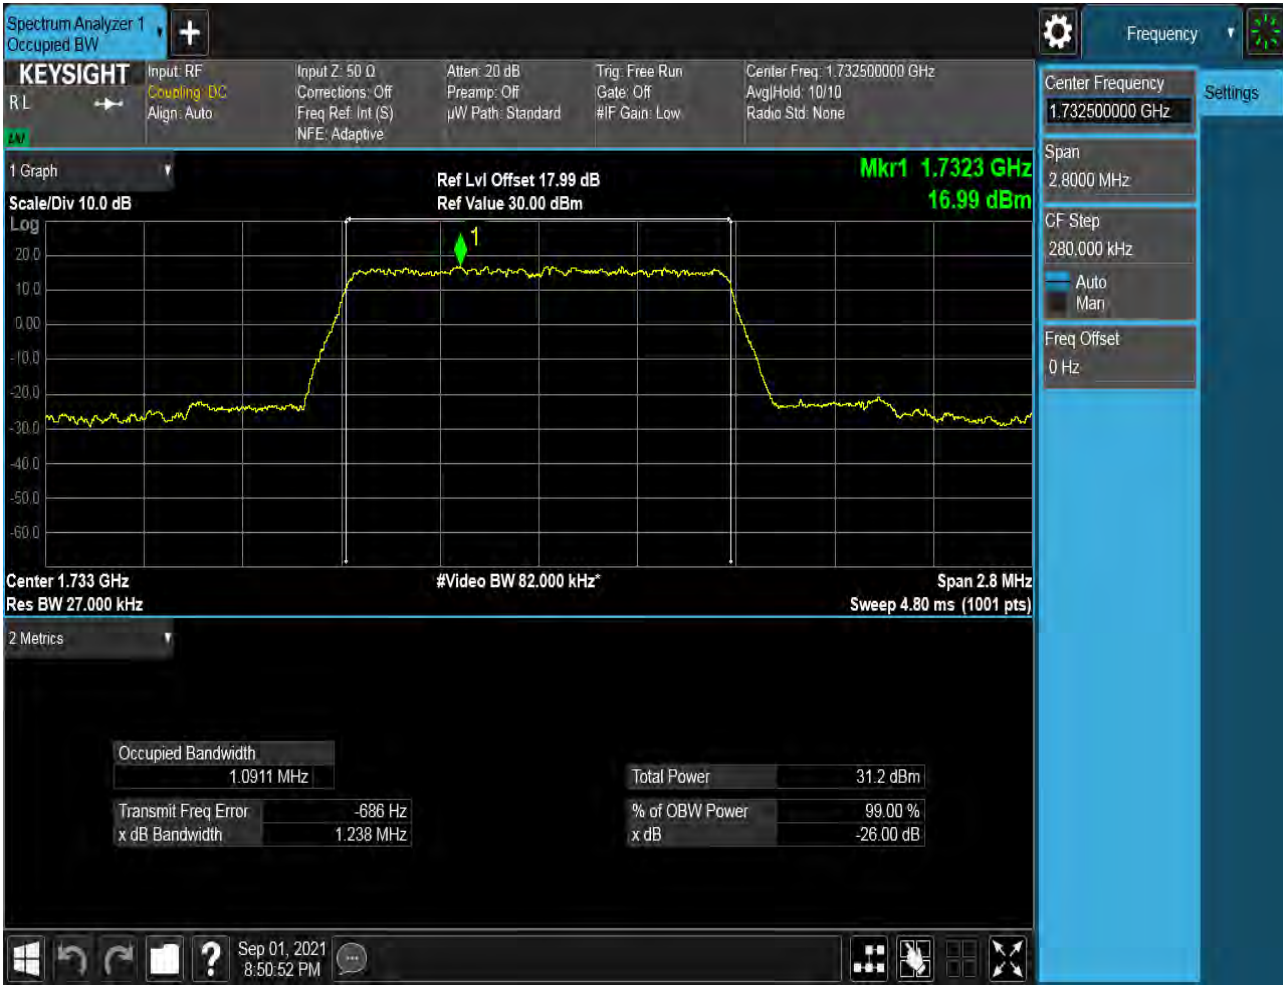 Spectrum Analyzer 1
Occupied BW
Frequency
KEYSIGHT
R L
Input: RF
Coupling: DC
Align: Auto
Input Z: 50 Ω
Corrections: Off
Freq Ref: Int (S)
NFE: Adaptive
Atten: 20 dB
Preamp: Off
µW Path: Standard
Trig: Free Run
Gate: Off
#IF Gain: Low
Center Freq: 1.732500000 GHz
Avg|Hold: 10/10
Radio Std: None
Center Frequency
1.732500000 GHz
Settings
Span
2.8000 MHz
CF Step
280.000 kHz
Auto
Man
Freq Offset
0 Hz
1 Graph
Scale/Div 10.0 dB
Log
Ref Lvl Offset 17.99 dB
Ref Value 30.00 dBm
Mkr1 1.7323 GHz
16.99 dBm
1
20.0
10.0
0.00
-10.0
-20.0
-30.0
-40.0
-50.0
-60.0
Center 1.733 GHz
Res BW 27.000 kHz
#Video BW 82.000 kHz*
Span 2.8 MHz
Sweep 4.80 ms (1001 pts)
2 Metrics
Occupied Bandwidth
1.0911 MHz
Transmit Freq Error -686 Hz
x dB Bandwidth 1.238 MHz
Total Power 31.2 dBm
% of OBW Power 99.00 %
x dB -26.00 dB
?
Sep 01, 2021
8:50:52 PM